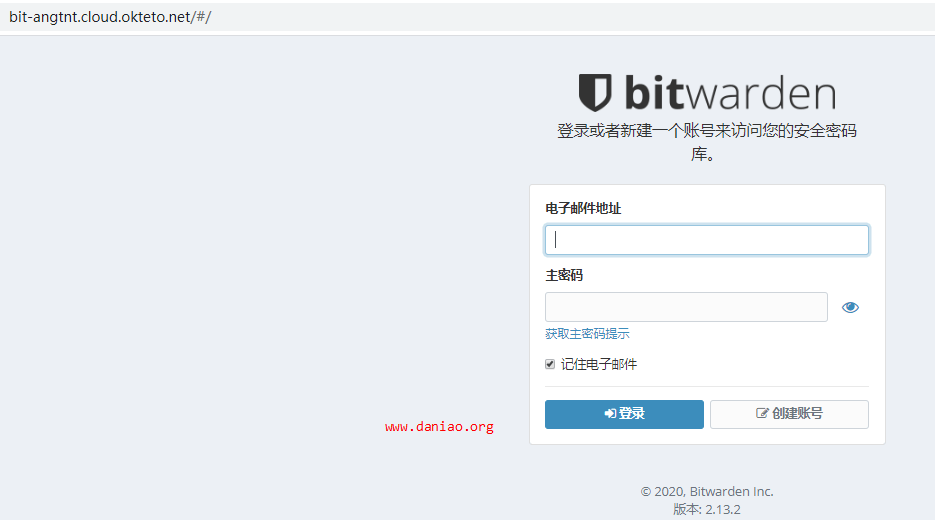 bit-angtnt.cloud.okteto.net/#/
bitwarden
登录或者新建一个账号来访问您的安全密码
库。
电子邮件地址
主密码
获取主密码提示
记住电子邮件
登录
创建账号
www.daniao.org
© 2020, Bitwarden Inc.
版本: 2.13.2